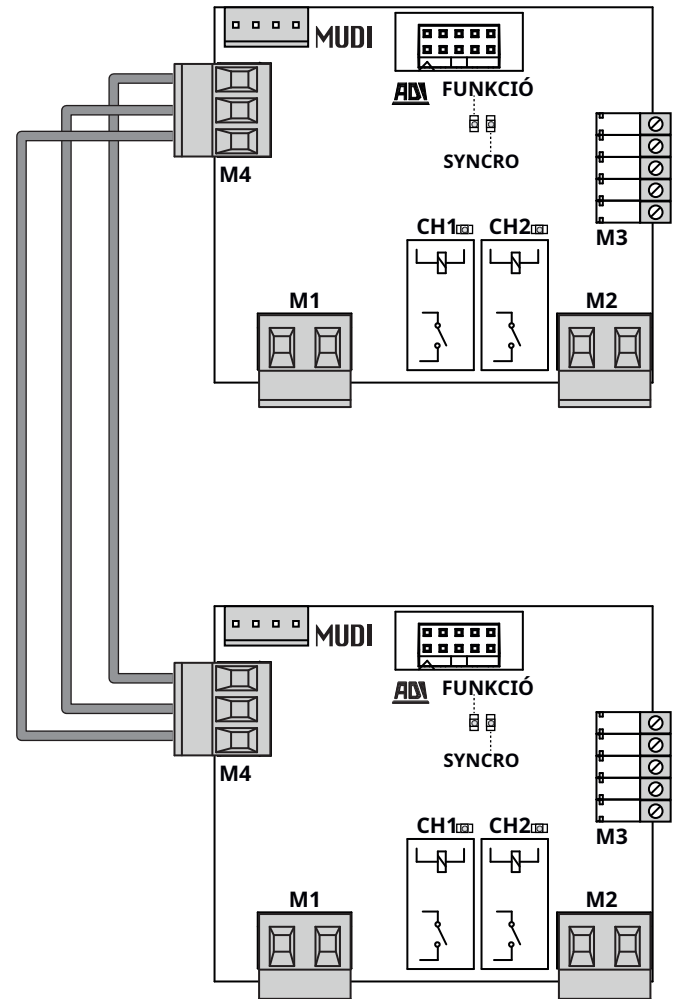 MUDI
ADI FUNKCIÓ
M4
SYNCRO
CH1 CH2
M3
M1
M2
MUDI
ADI FUNKCIÓ
M4
SYNCRO
CH1 CH2
M3
M1
M2